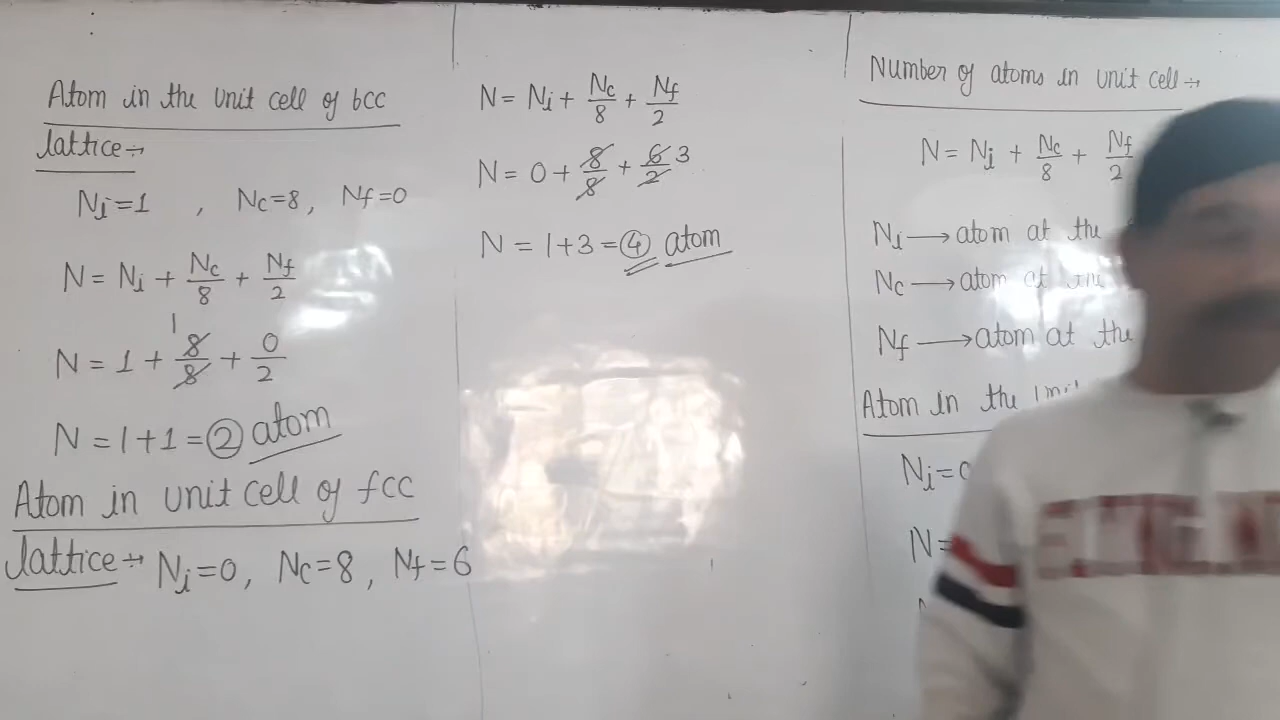 Atom in the unit cell of bcc
lattice:-
Ni=1 , Nc=8, Nf=0
N = Ni + Nc/8 + Nf/2
1
N = 1 + 8/8 + 0/2
N = 1+1 = 2 atom
Atom in unit cell of fcc
lattice:- Ni=0, Nc=8, Nf=6
N = Ni + Nc/8 + Nf/2
N = 0 + 8/8 + 6/2 3
N = 1+3 = 4 atom
Number of atoms in unit cell:-
N = Ni + Nc/8 + Nf/2
Ni → atom at the
Nc → atom at the
Nf → atom at the
Atom in the
Ni=
N=